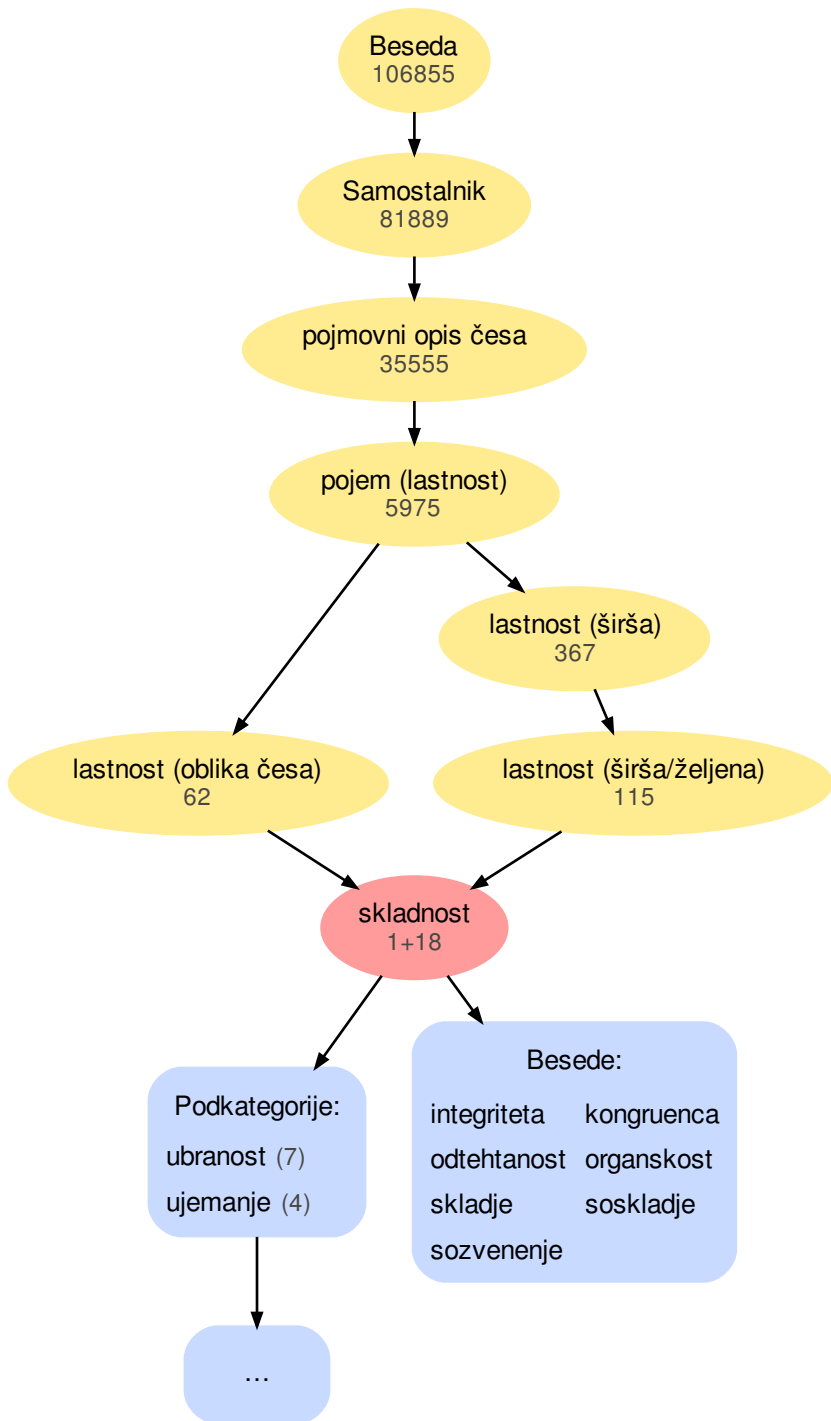 Beseda
106855
Samostalnik
81889
pojmovni opis česa
35555
pojem (lastnost)
5975
lastnost (širša)
367
lastnost (oblika česa)
62
lastnost (širša/željena)
115
skladnost
1+18
Podkategorije:
ubranost (7)
ujemanje (4)
Besede:
integriteta kongruenca
odtehtanost organskost
skladje soskladje
sozvenenje
...